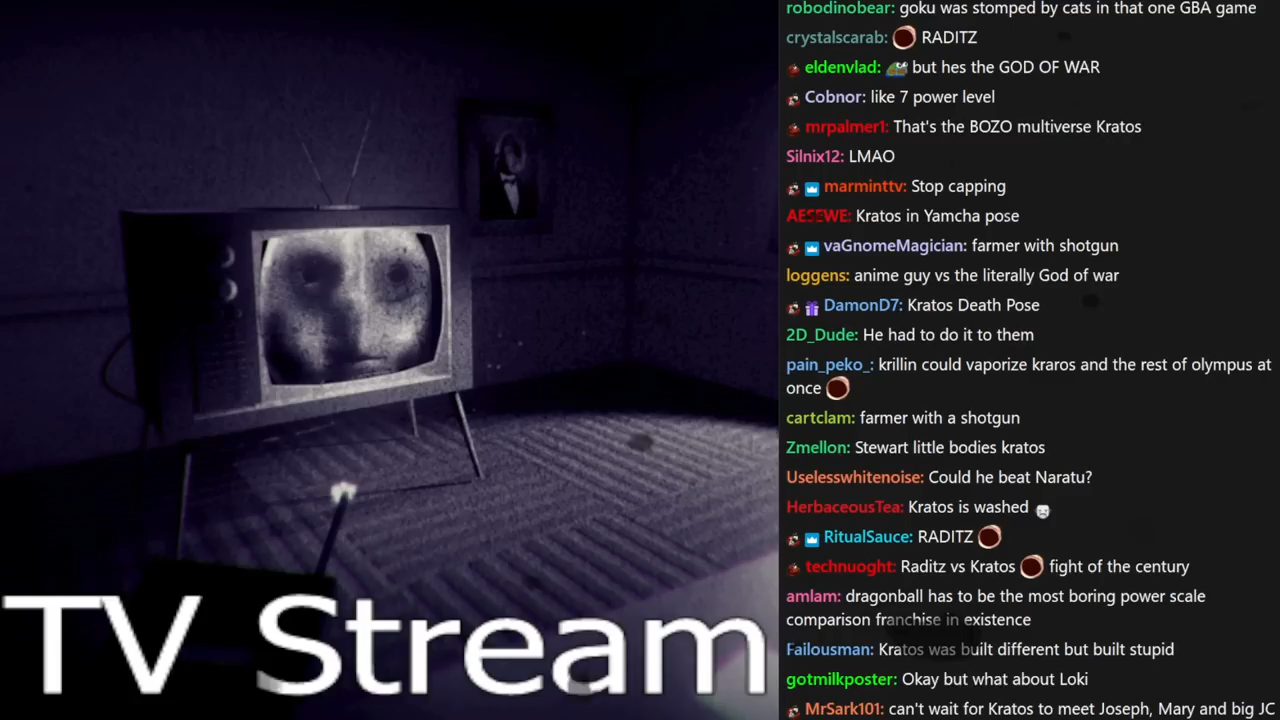 robodinobear: goku was stomped by cats in that one GBA game
crystalscarab: RADITZ
eldenvlad: but hes the GOD OF WAR
Cobnor: like 7 power level
mrpalmer1: That's the BOZO multiverse Kratos
Silnix12: LMAO
marminttv: Stop capping
AESEWE: Kratos in Yamcha pose
vaGnomeMagician: farmer with shotgun
loggens: anime guy vs the literally God of war
DamonD7: Kratos Death Pose
2D_Dude: He had to do it to them
pain_peko_: krillin could vaporize kraros and the rest of olympus at
once
cartclam: farmer with a shotgun
Zmellon: Stewart little bodies kratos
Uselesswhitenoise: Could he beat Naratu?
HerbaceousTea: Kratos is washed
RitualSauce: RADITZ
technuoght: Raditz vs Kratos fight of the century
amlam: dragonball has to be the most boring power scale
comparison franchise in existence
Failousman: Kratos was built different but built stupid
gotmilkposter: Okay but what about Loki
MrSark101: can't wait for Kratos to meet Joseph, Mary and big JC
TV Stream